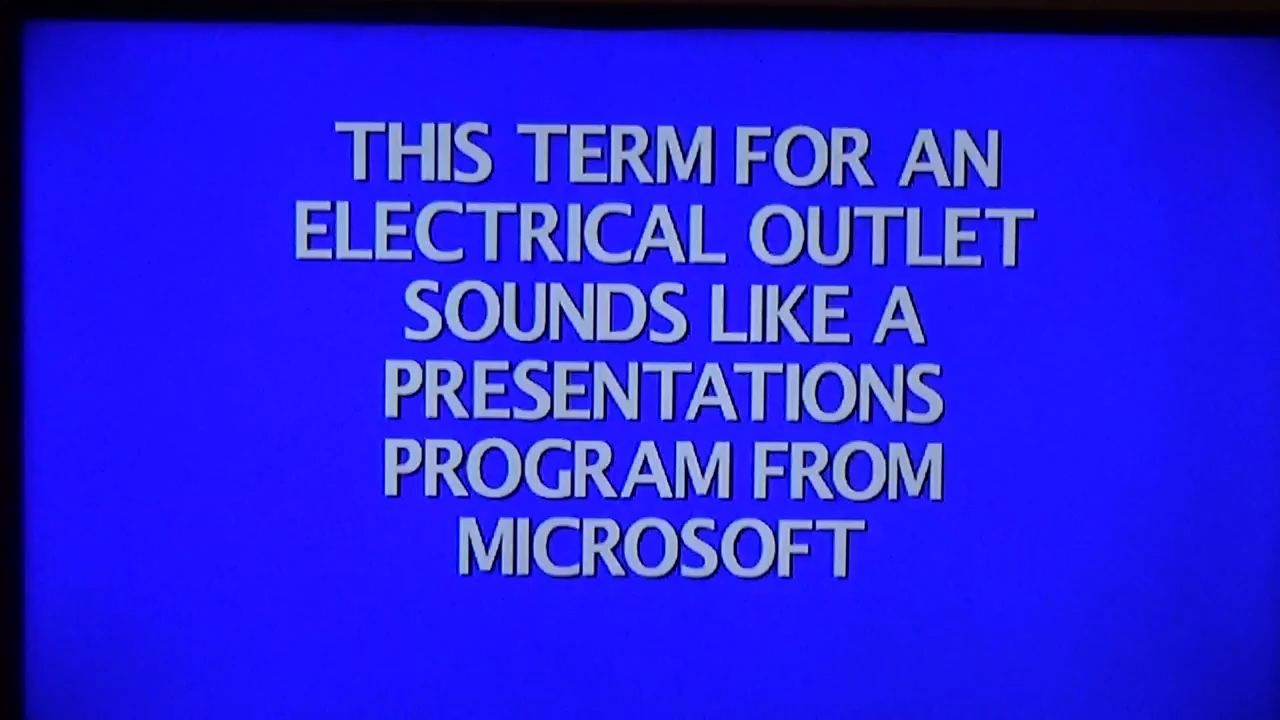 THIS TERM FOR AN
ELECTRICAL OUTLET
SOUNDS LIKE A
PRESENTATIONS
PROGRAM FROM
MICROSOFT